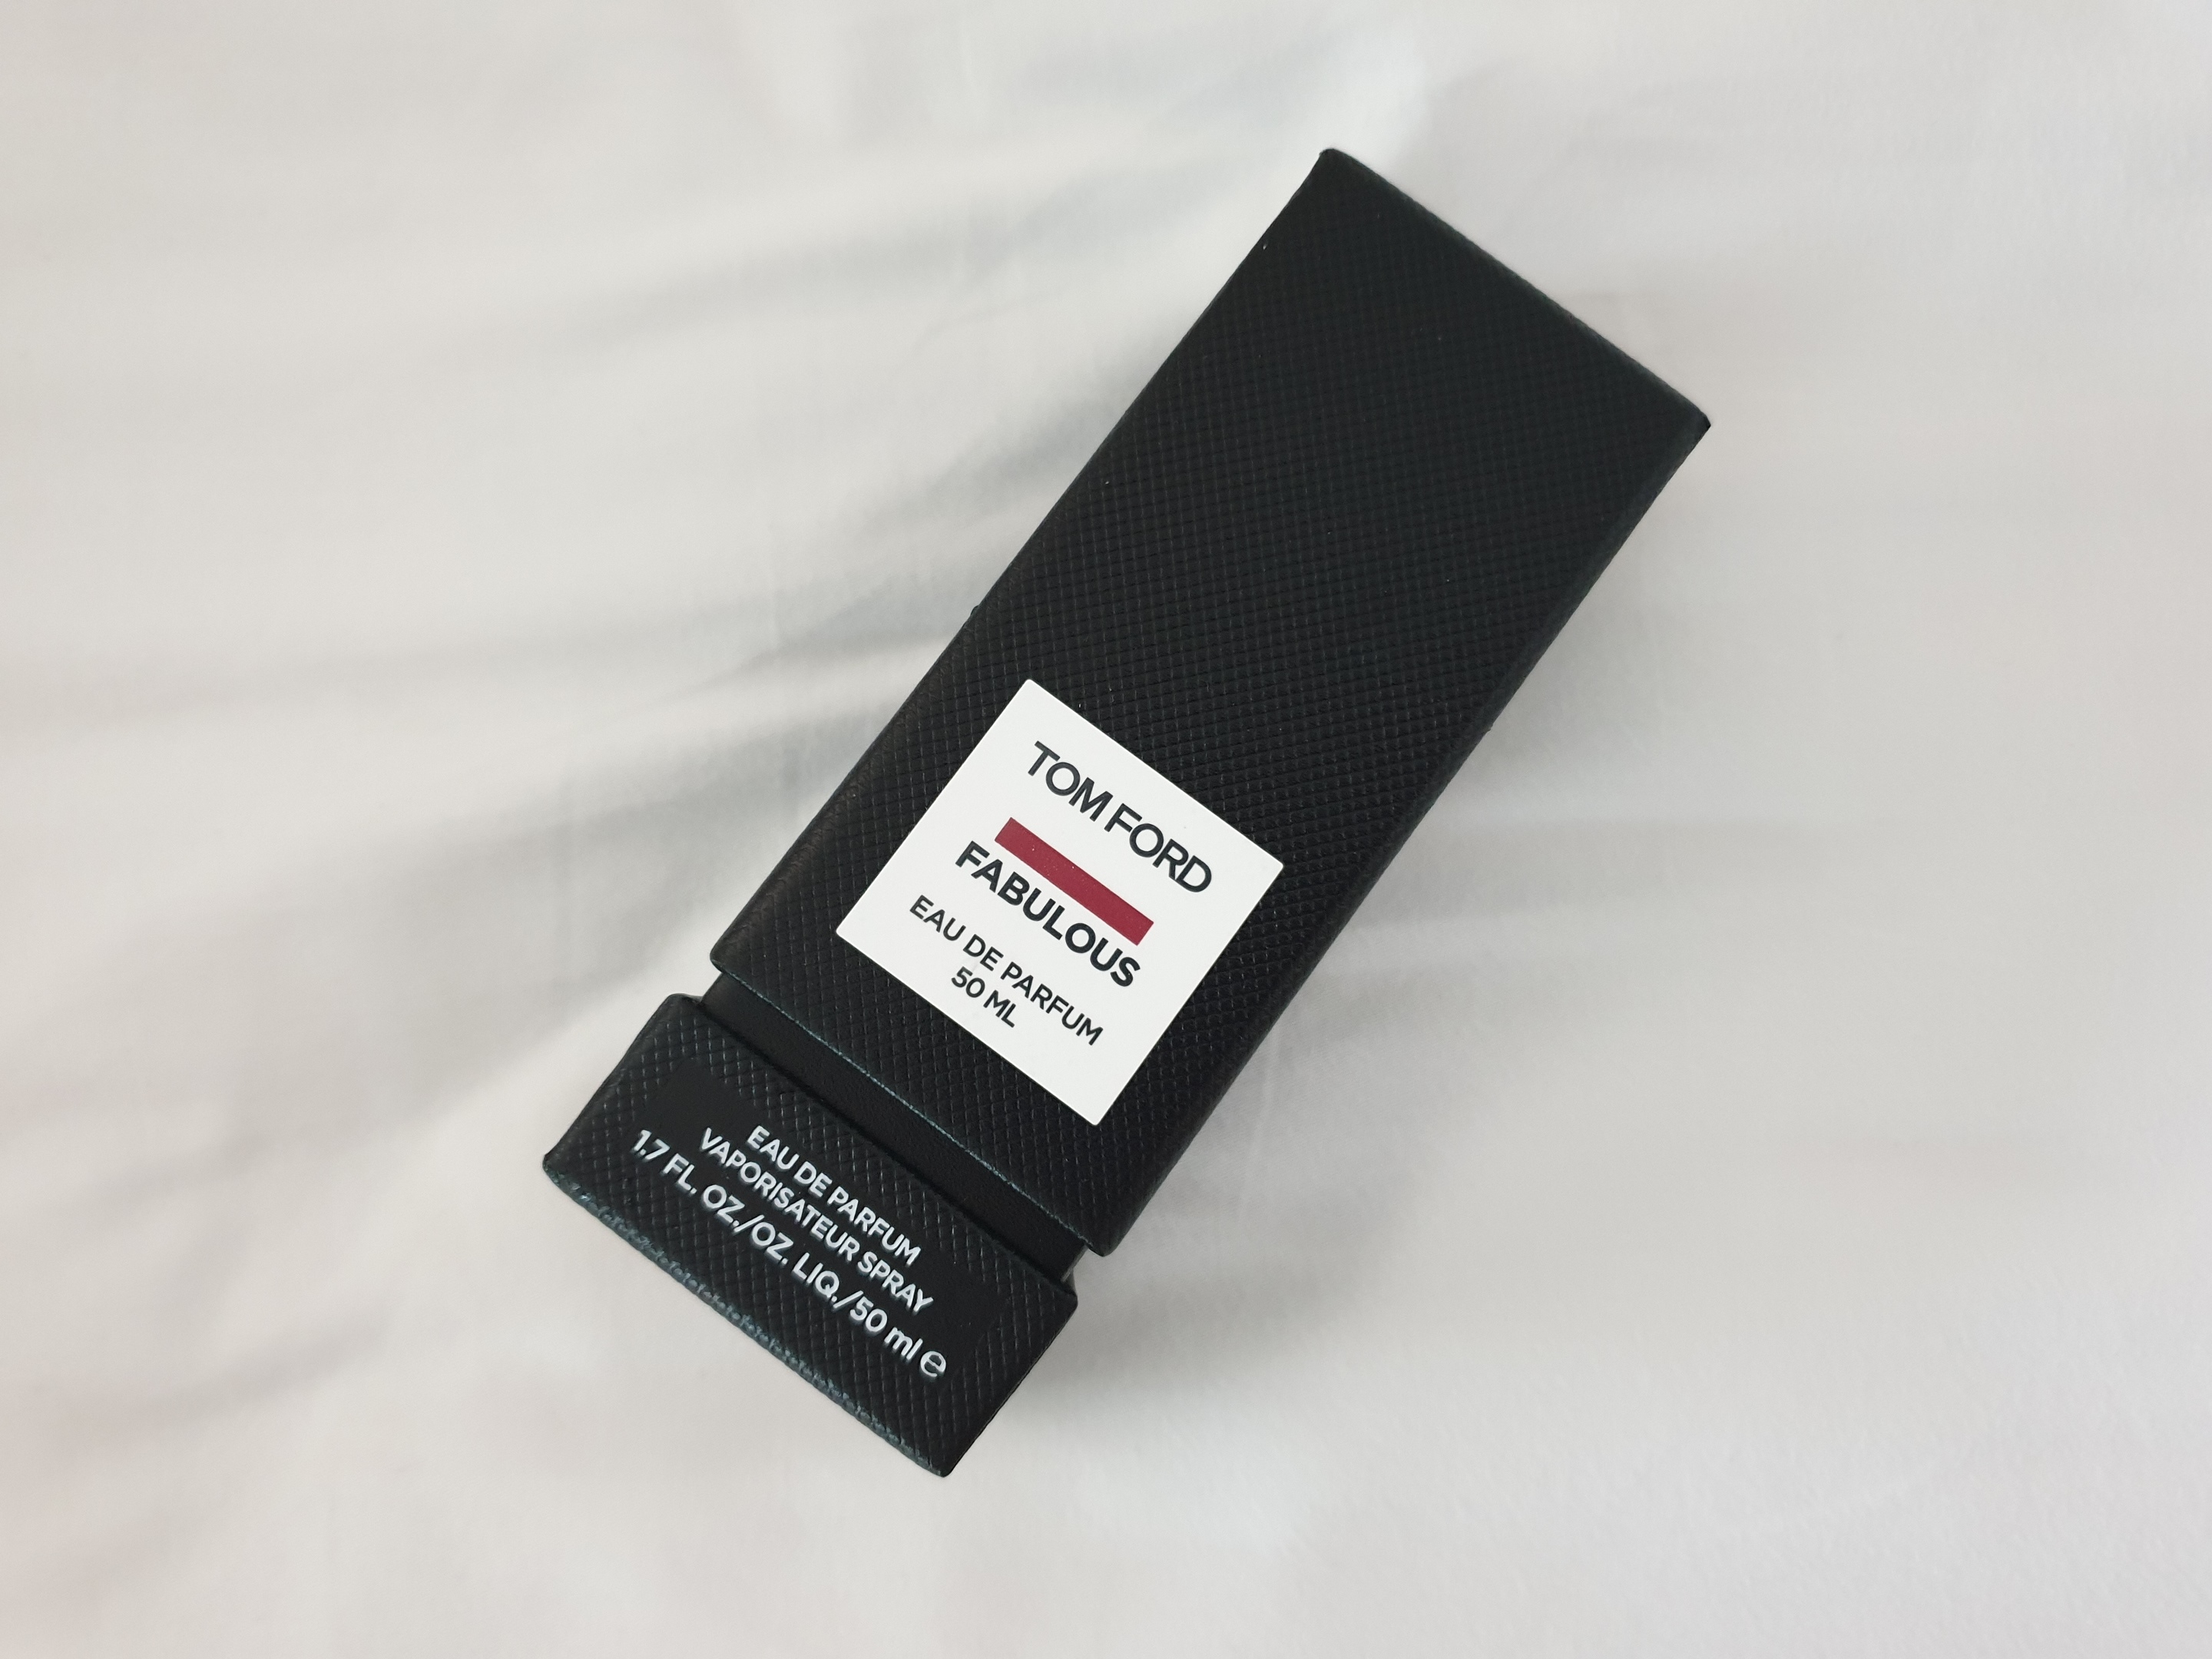 TOM FORD
FABULOUS
EAU DE PARFUM
50 ML
EAU DE PARFUM
VAPORISATEUR SPRAY
1.7 FL. OZ./OZ. LIQ./50 ml ℮